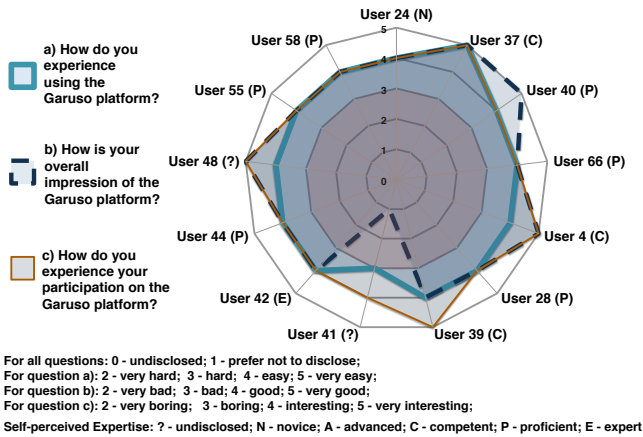 User 24 (N)
User 58 (P)
User 37 (C)
User 55 (P)
User 40 (P)
User 48 (?)
User 66 (P)
User 44 (P)
User 4 (C)
User 42 (E)
User 28 (P)
User 41 (?)
User 39 (C)
5
4
3
2
1
0
a) How do you
experience
using the
Garuso platform?
b) How is your
overall
impression of the
Garuso platform?
c) How do you
experience your
participation on the
Garuso platform?
For all questions: 0 - undisclosed; 1 - prefer not to disclose;
For question a): 2 - very hard; 3 - hard; 4 - easy; 5 - very easy;
For question b): 2 - very bad; 3 - bad; 4 - good; 5 - very good;
For question c): 2 - very boring; 3 - boring; 4 - interesting; 5 - very interesting;
Self-perceived Expertise: ? - undisclosed; N - novice; A - advanced; C - competent; P - proficient; E - expert